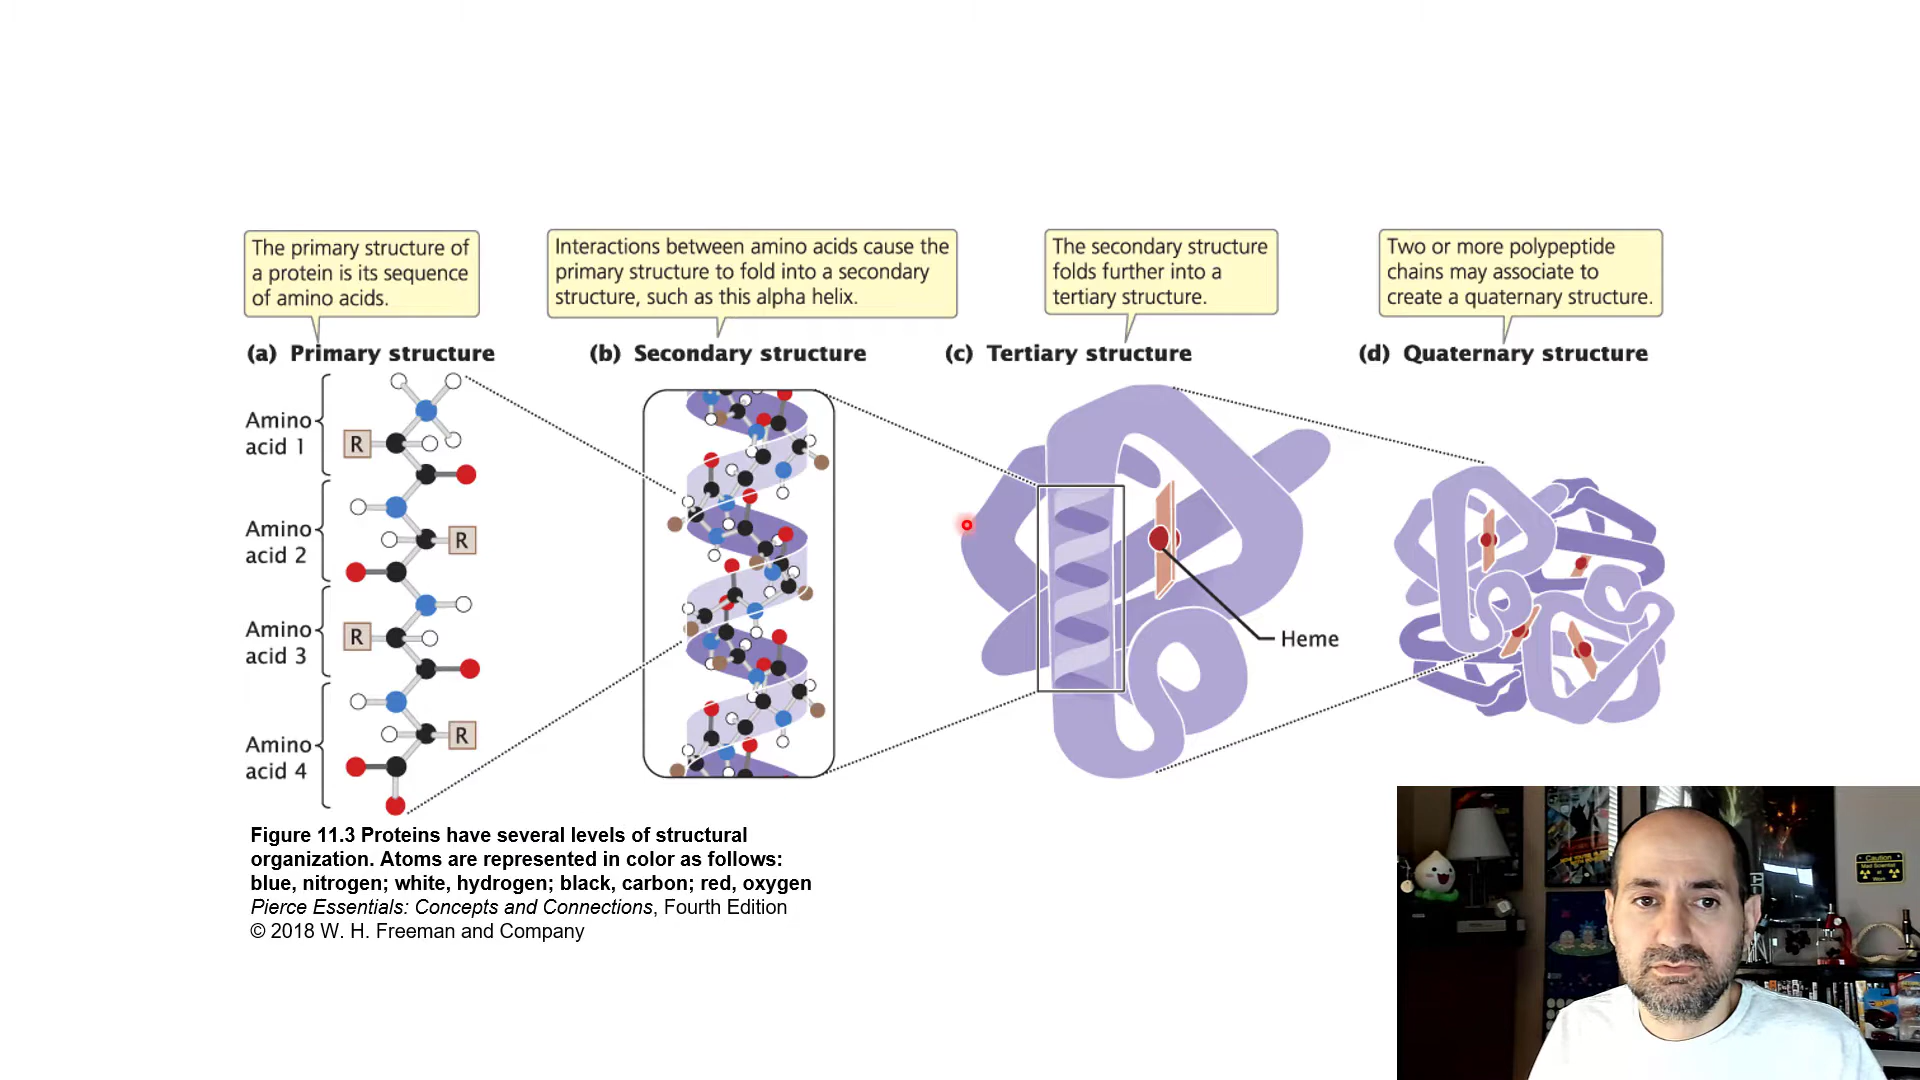 The primary structure of
a protein is its sequence
of amino acids.
Interactions between amino acids cause the
primary structure to fold into a secondary
structure, such as this alpha helix.
The secondary structure
folds further into a
tertiary structure.
Two or more polypeptide
chains may associate to
create a quaternary structure.
(a) Primary structure
(b) Secondary structure
(c) Tertiary structure
(d) Quaternary structure
Amino
acid 1
R
Amino
acid 2
R
Amino
acid 3
R
Amino
acid 4
R
Heme
Figure 11.3 Proteins have several levels of structural
organization. Atoms are represented in color as follows:
blue, nitrogen; white, hydrogen; black, carbon; red, oxygen
Pierce Essentials: Concepts and Connections, Fourth Edition
© 2018 W. H. Freeman and Company
Caution